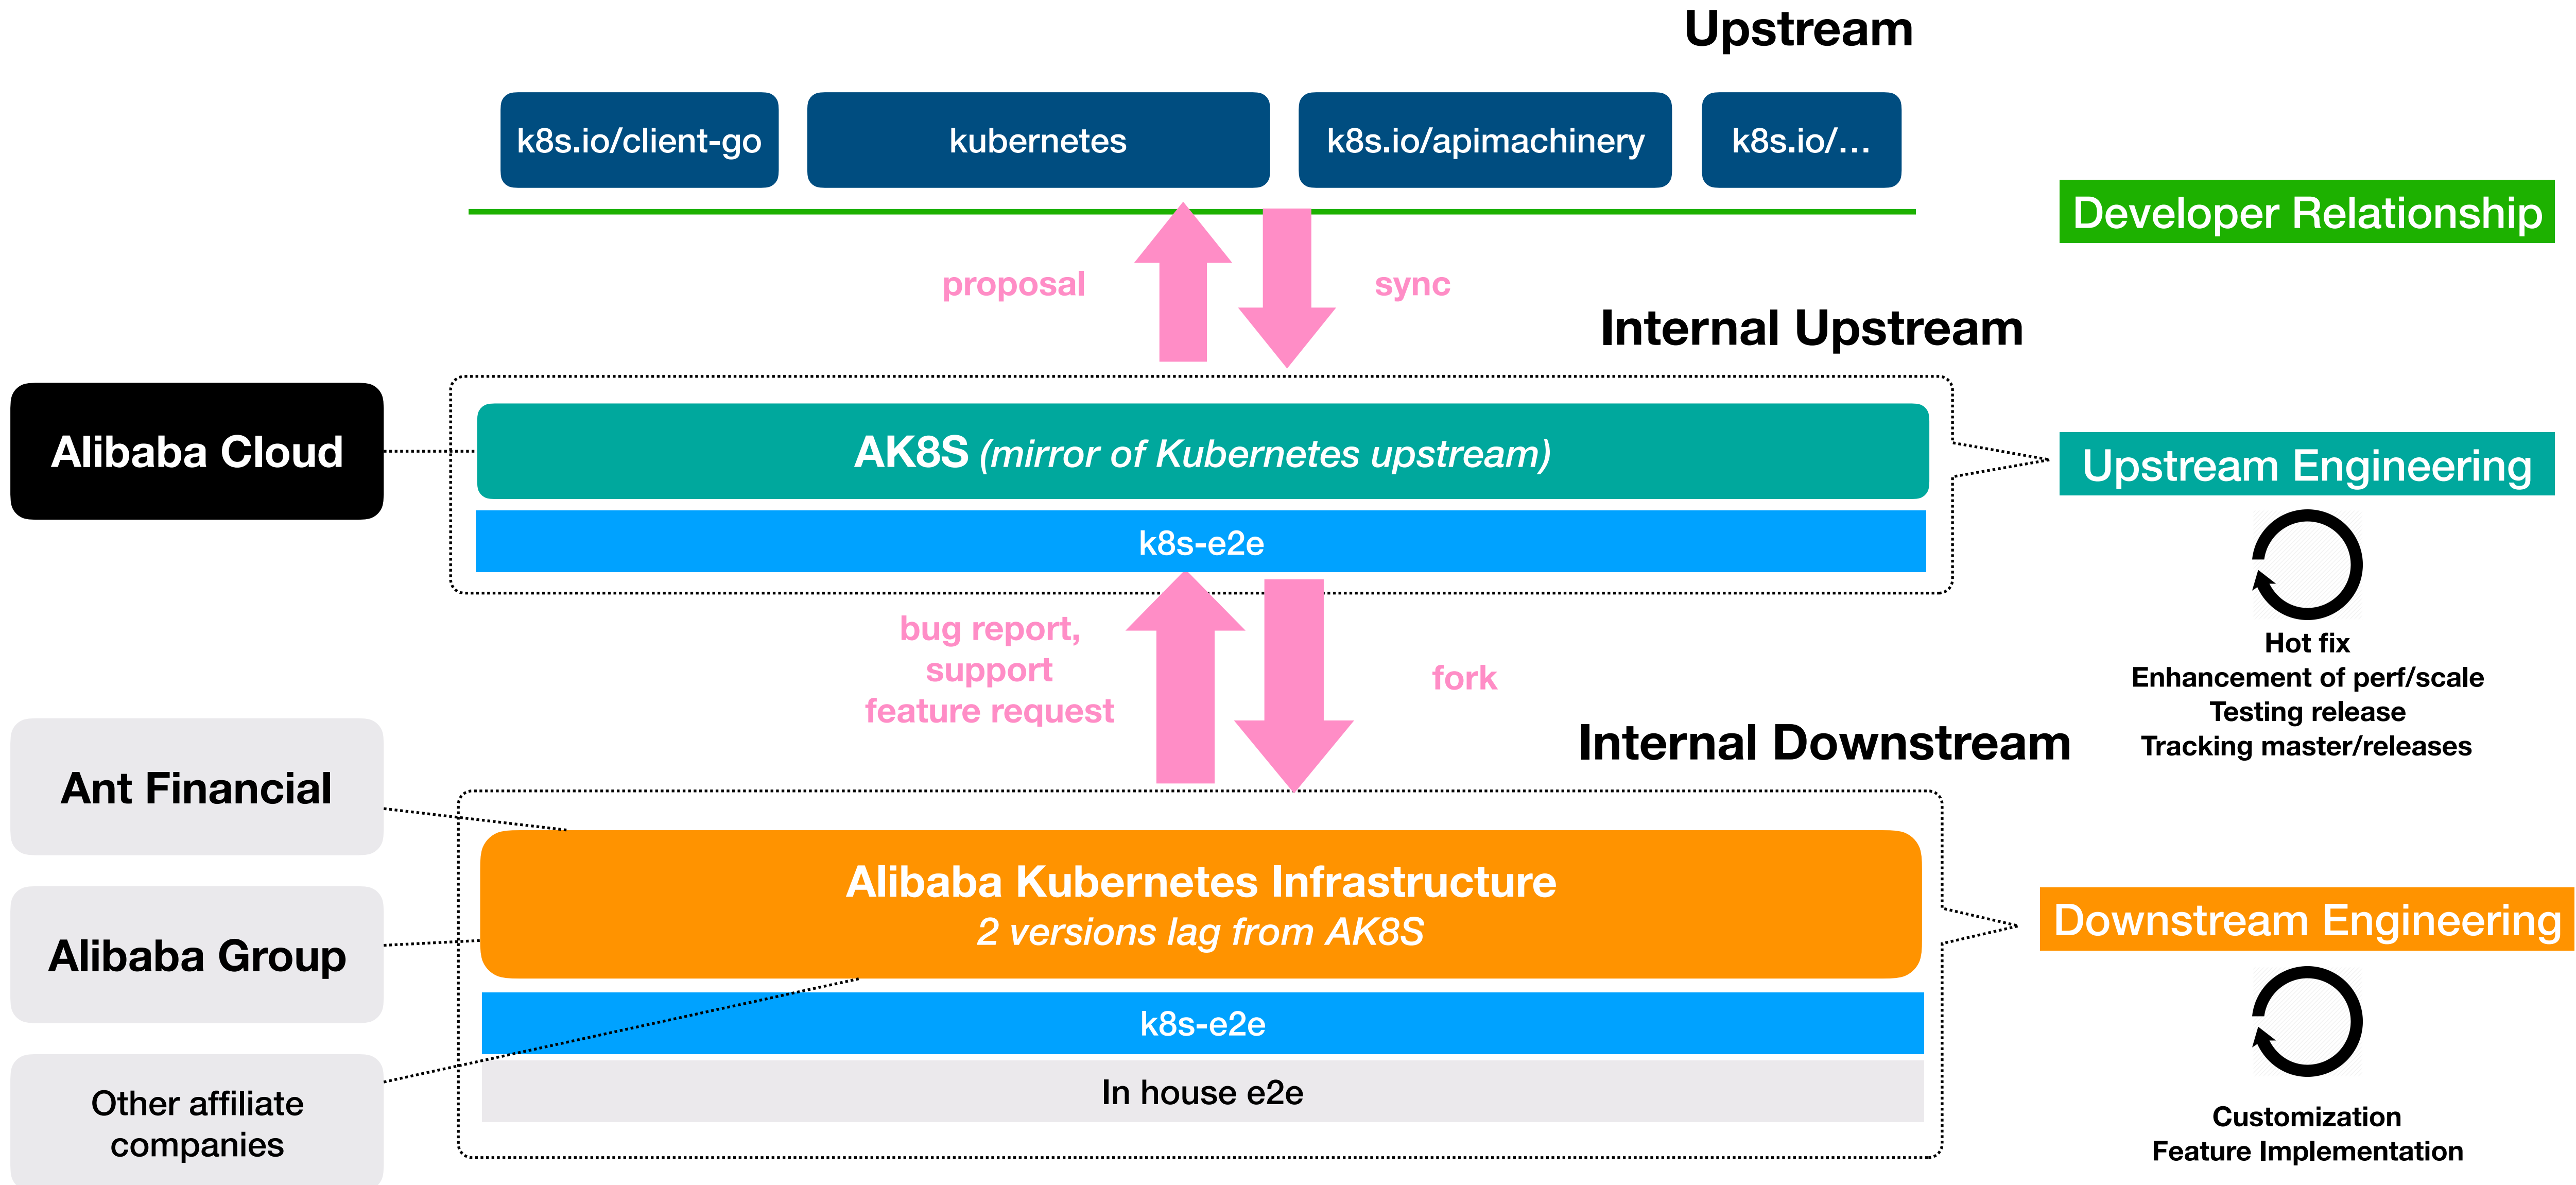 Upstream
k8s.io/client-go
kubernetes
k8s.io/apimachinery
k8s.io/...
Developer Relationship
proposal
sync
Internal Upstream
Alibaba Cloud
AK8S (mirror of Kubernetes upstream)
Upstream Engineering
k8s-e2e
bug report,
support
feature request
fork
Hot fix
Enhancement of perf/scale
Testing release
Tracking master/releases
Internal Downstream
Ant Financial
Alibaba Group
Other affiliate
companies
Alibaba Kubernetes Infrastructure
2 versions lag from AK8S
Downstream Engineering
k8s-e2e
In house e2e
Customization
Feature Implementation